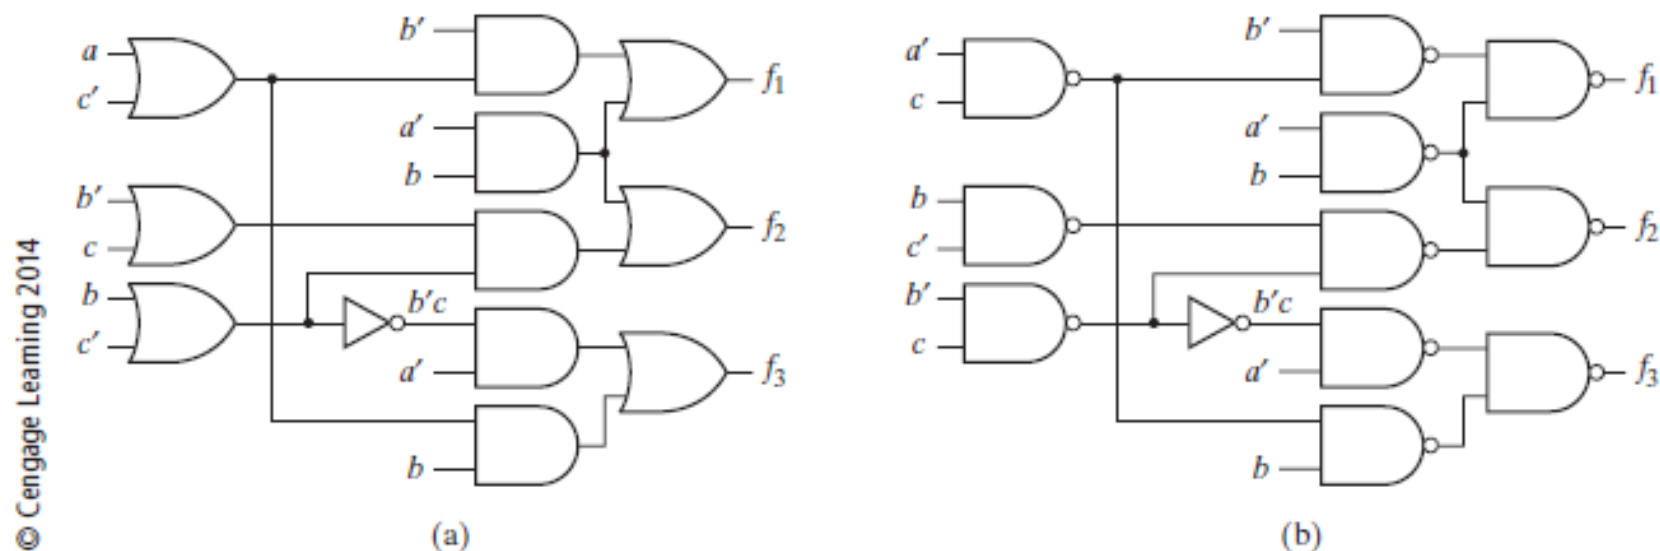 © Cengage Learning 2014
a
c′
b′
c
b
c′
b′
a′
b
b′c
a′
b
f1
f2
f3
(a)
a′
c
b
c′
b′
c
b′
a′
b
b′c
a′
b
f1
f2
f3
(b)